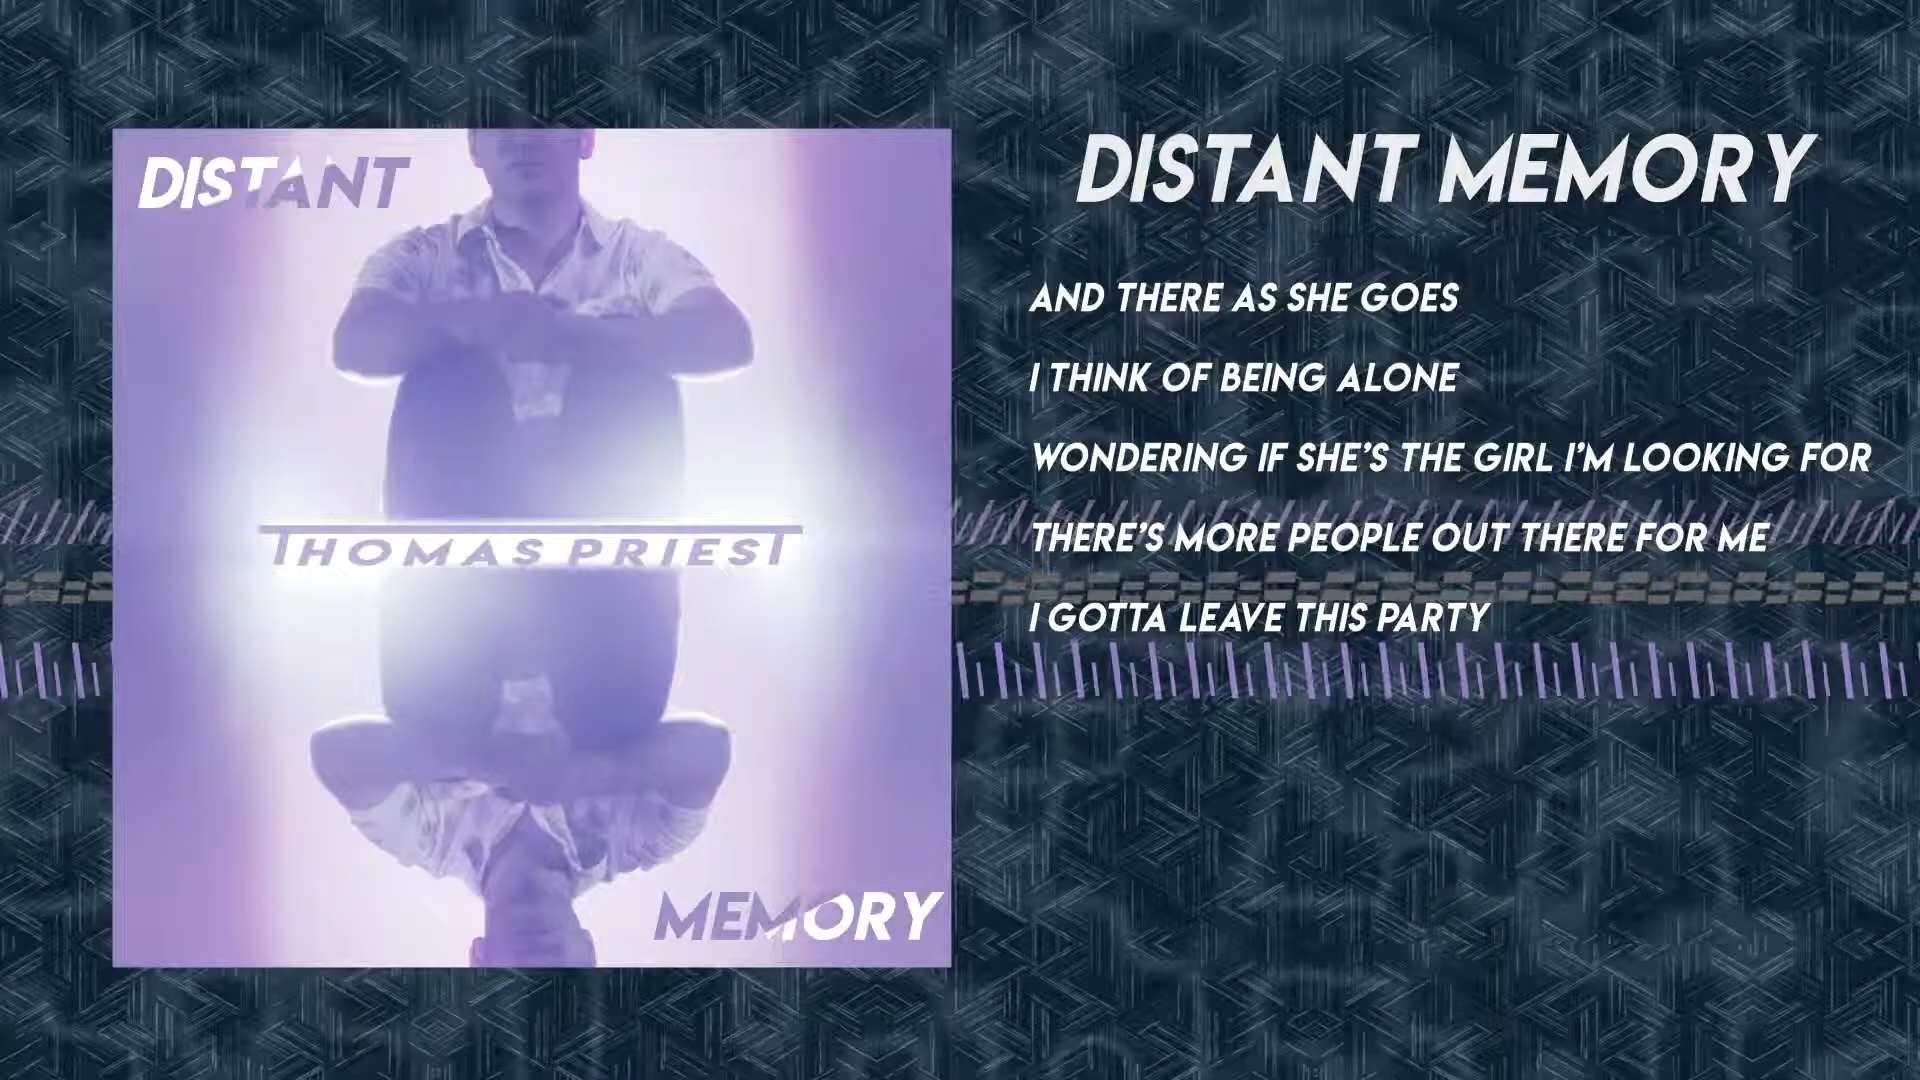 DISTANT
THOMAS PRIEST
MEMORY
DISTANT MEMORY
AND THERE AS SHE GOES
I THINK OF BEING ALONE
WONDERING IF SHE'S THE GIRL I'M LOOKING FOR
THERE'S MORE PEOPLE OUT THERE FOR ME
I GOTTA LEAVE THIS PARTY